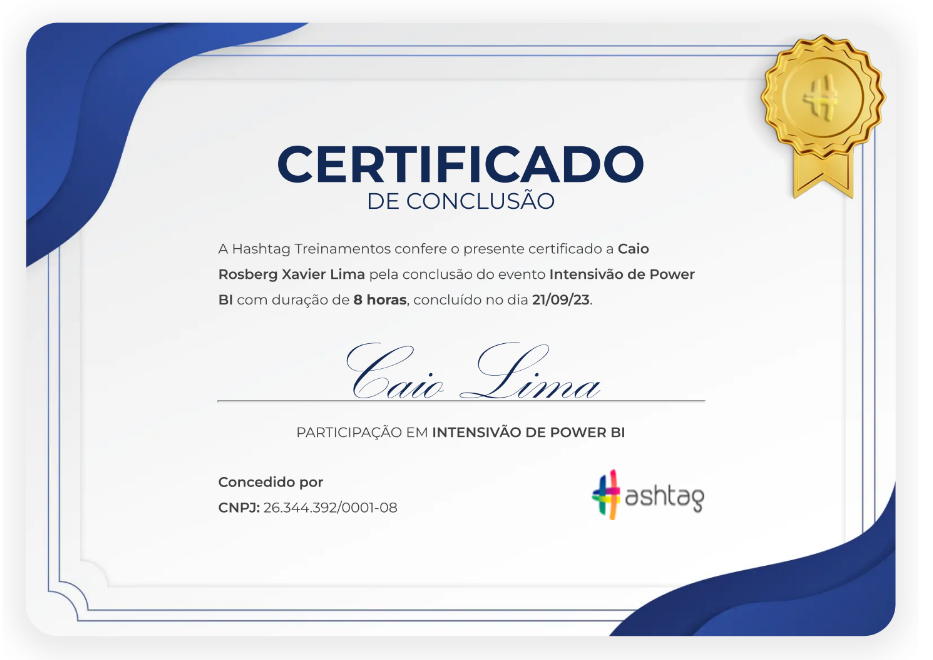 CERTIFICADO
DE CONCLUSÃO
A Hashtag Treinamentos confere o presente certificado a Caio
Rosberg Xavier Lima pela conclusão do evento Intensivão de Power
BI com duração de 8 horas, concluído no dia 21/09/23.
Caio Lima
PARTICIPAÇÃO EM INTENSIVÃO DE POWER BI
Concedido por
CNPJ: 26.344.392/0001-08
Hashtag